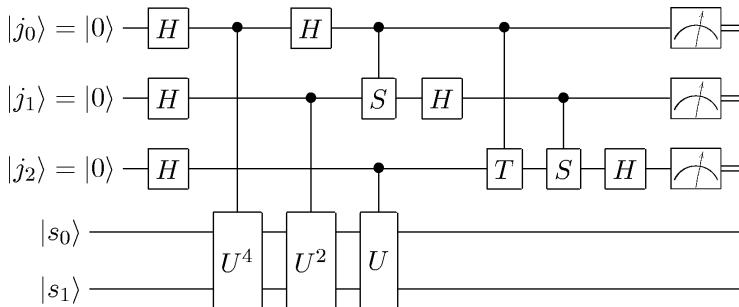 |j₀⟩ = |0⟩ H H
|j₁⟩ = |0⟩ H S H
|j₂⟩ = |0⟩ H T S H
|s₀⟩
U⁴ U² U
|s₁⟩